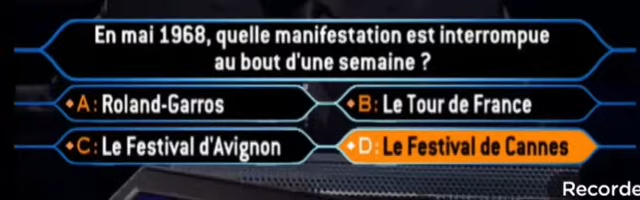 En mai 1968, quelle manifestation est interrompue
au bout d'une semaine ?
A: Roland-Garros
B: Le Tour de France
C: Le Festival d'Avignon
D: Le Festival de Cannes
Recorde